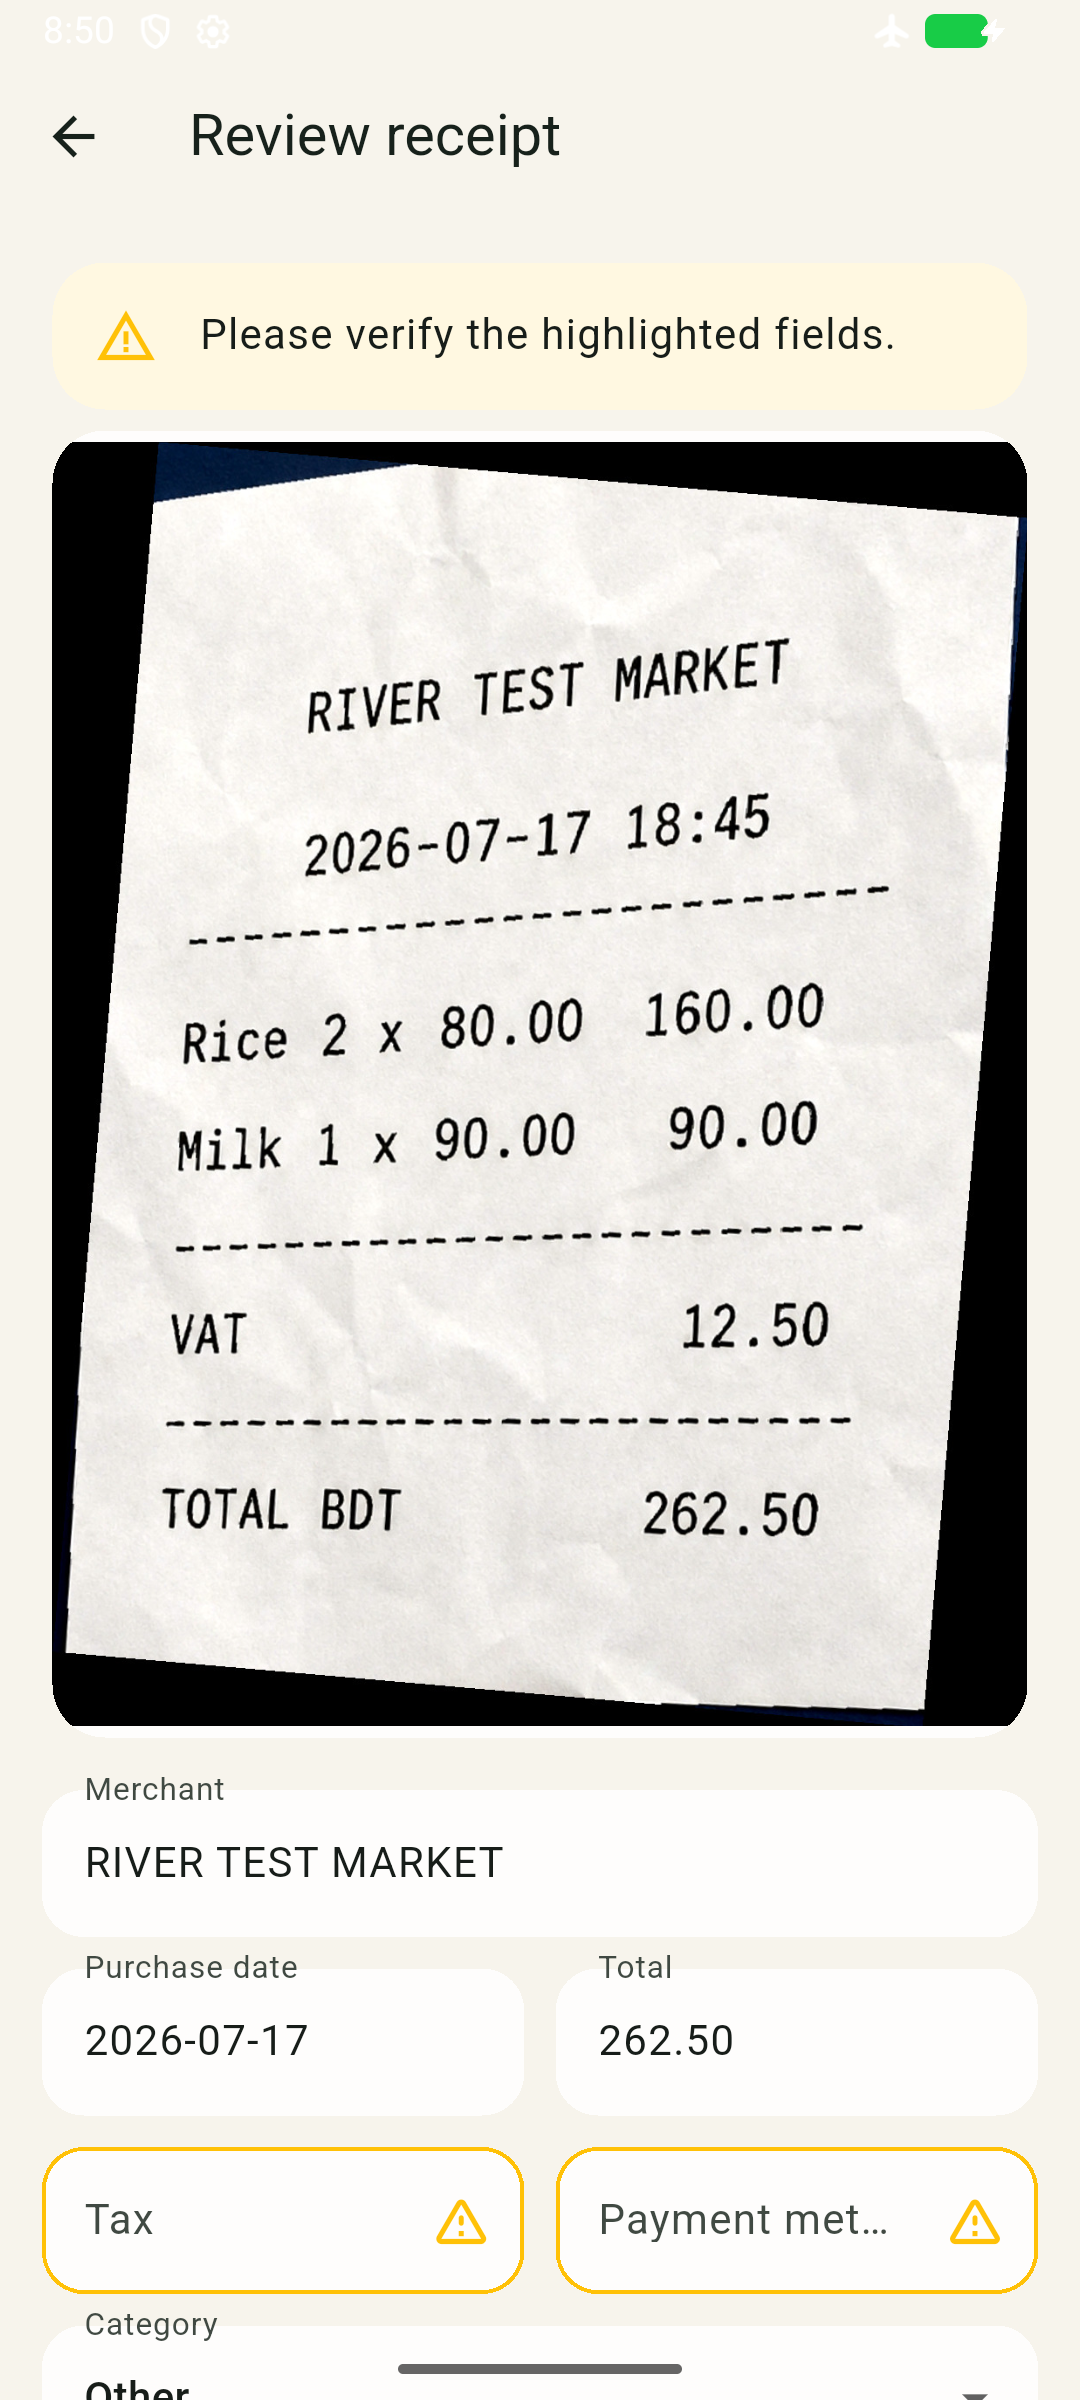 8:50
Review receipt
Please verify the highlighted fields.
RIVER TEST MARKET
2026-07-17 18:45
------------------------
Rice 2 x 80.00 160.00
Milk 1 x 90.00 90.00
------------------------
VAT 12.50
------------------------
TOTAL BDT 262.50
Merchant
RIVER TEST MARKET
Purchase date
2026-07-17
Total
262.50
Tax
Payment met...
Category
Other